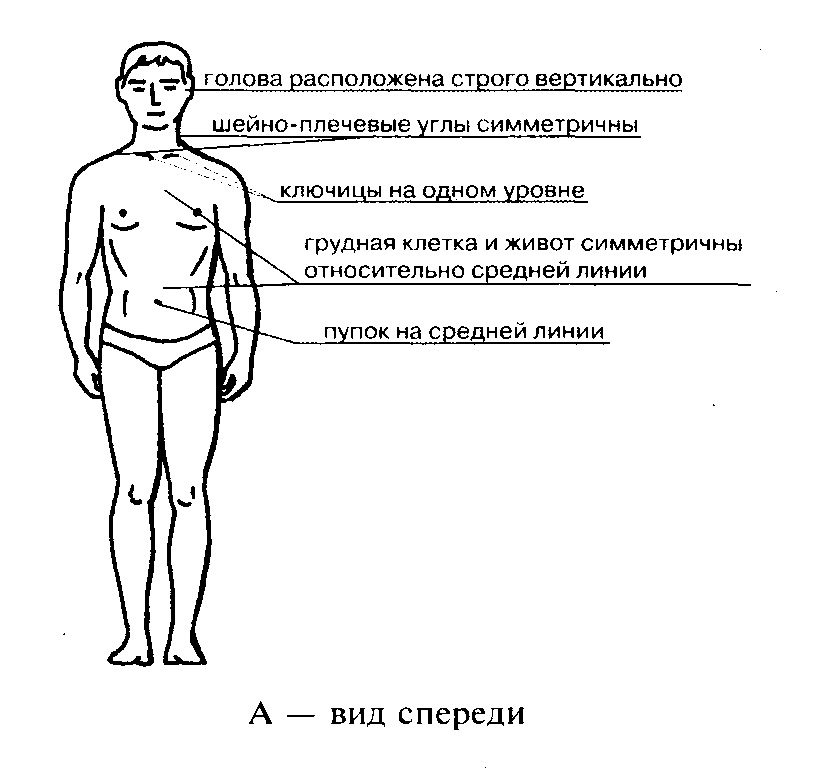 голова расположена строго вертикально
шейно-плечевые углы симметричны
ключицы на одном уровне
грудная клетка и живот симметричны
относительно средней линии
пупок на средней линии
А — вид спереди